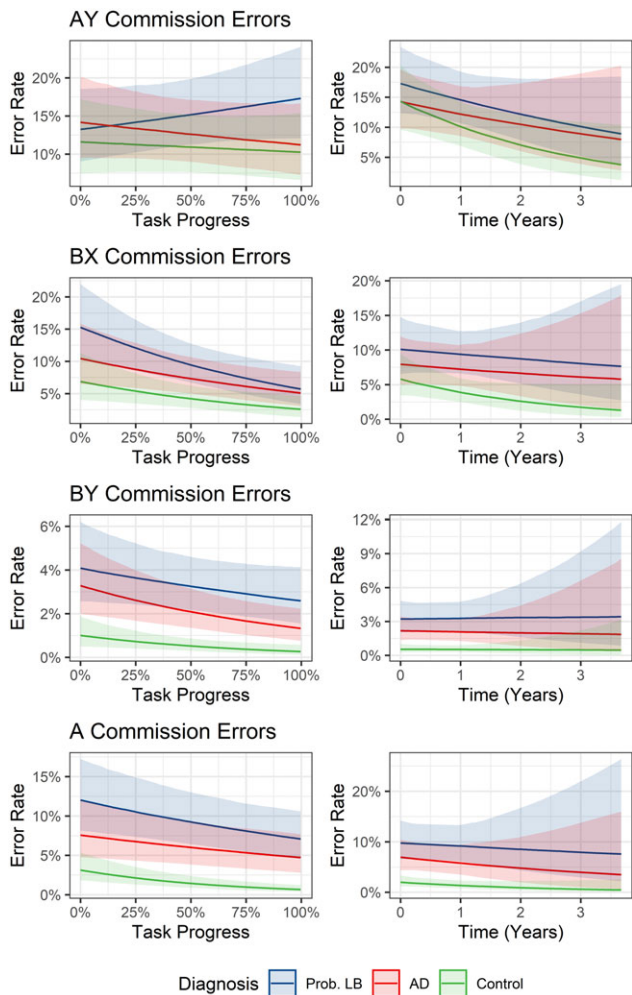 AY Commission Errors
Error Rate
20%
15%
10%
0% 25% 50% 75% 100%
Task Progress
Error Rate
20%
15%
10%
5%
0 1 2 3
Time (Years)
BX Commission Errors
Error Rate
20%
15%
10%
5%
0% 25% 50% 75% 100%
Task Progress
Error Rate
20%
15%
10%
5%
0%
0 1 2 3
Time (Years)
BY Commission Errors
Error Rate
6%
4%
2%
0%
0% 25% 50% 75% 100%
Task Progress
Error Rate
12%
9%
6%
3%
0%
0 1 2 3
Time (Years)
A Commission Errors
Error Rate
15%
10%
5%
0%
0% 25% 50% 75% 100%
Task Progress
Error Rate
20%
10%
0%
0 1 2 3
Time (Years)
Diagnosis Prob. LB AD Control